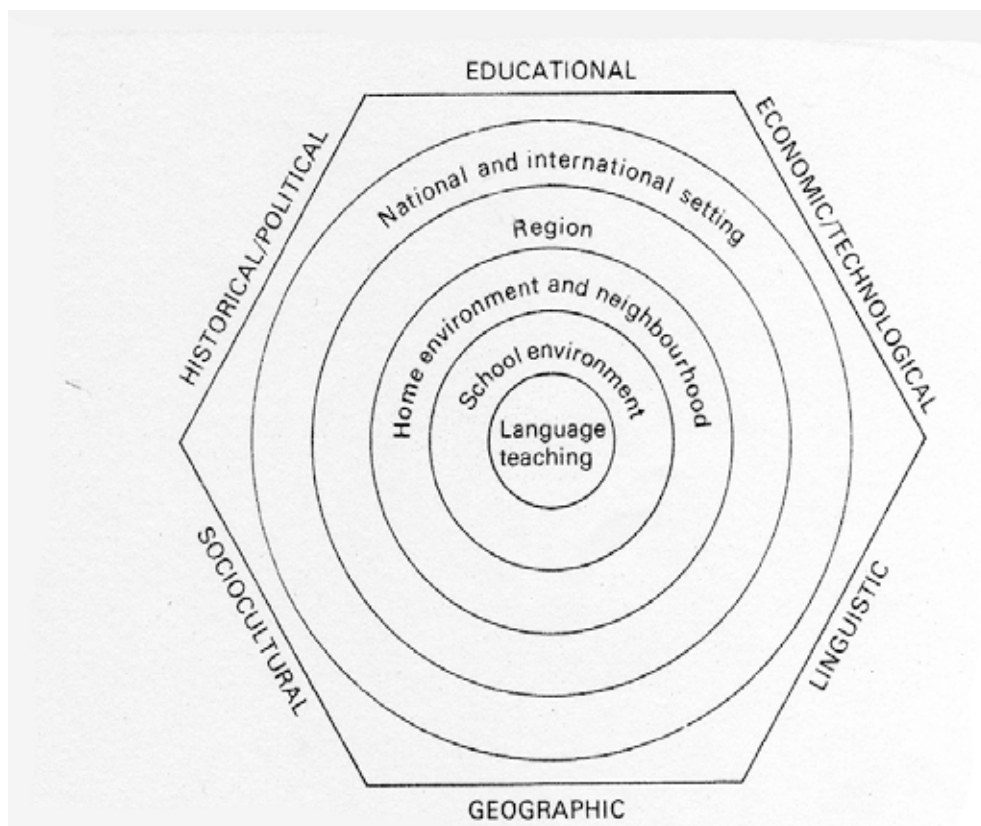 EDUCATIONAL
ECONOMIC/TECHNOLOGICAL
HISTORICAL/POLITICAL
National and international setting
Region
Home environment and neighbourhood
School environment
Language
teaching
SOCIOCULTURAL
LINGUISTIC
GEOGRAPHIC